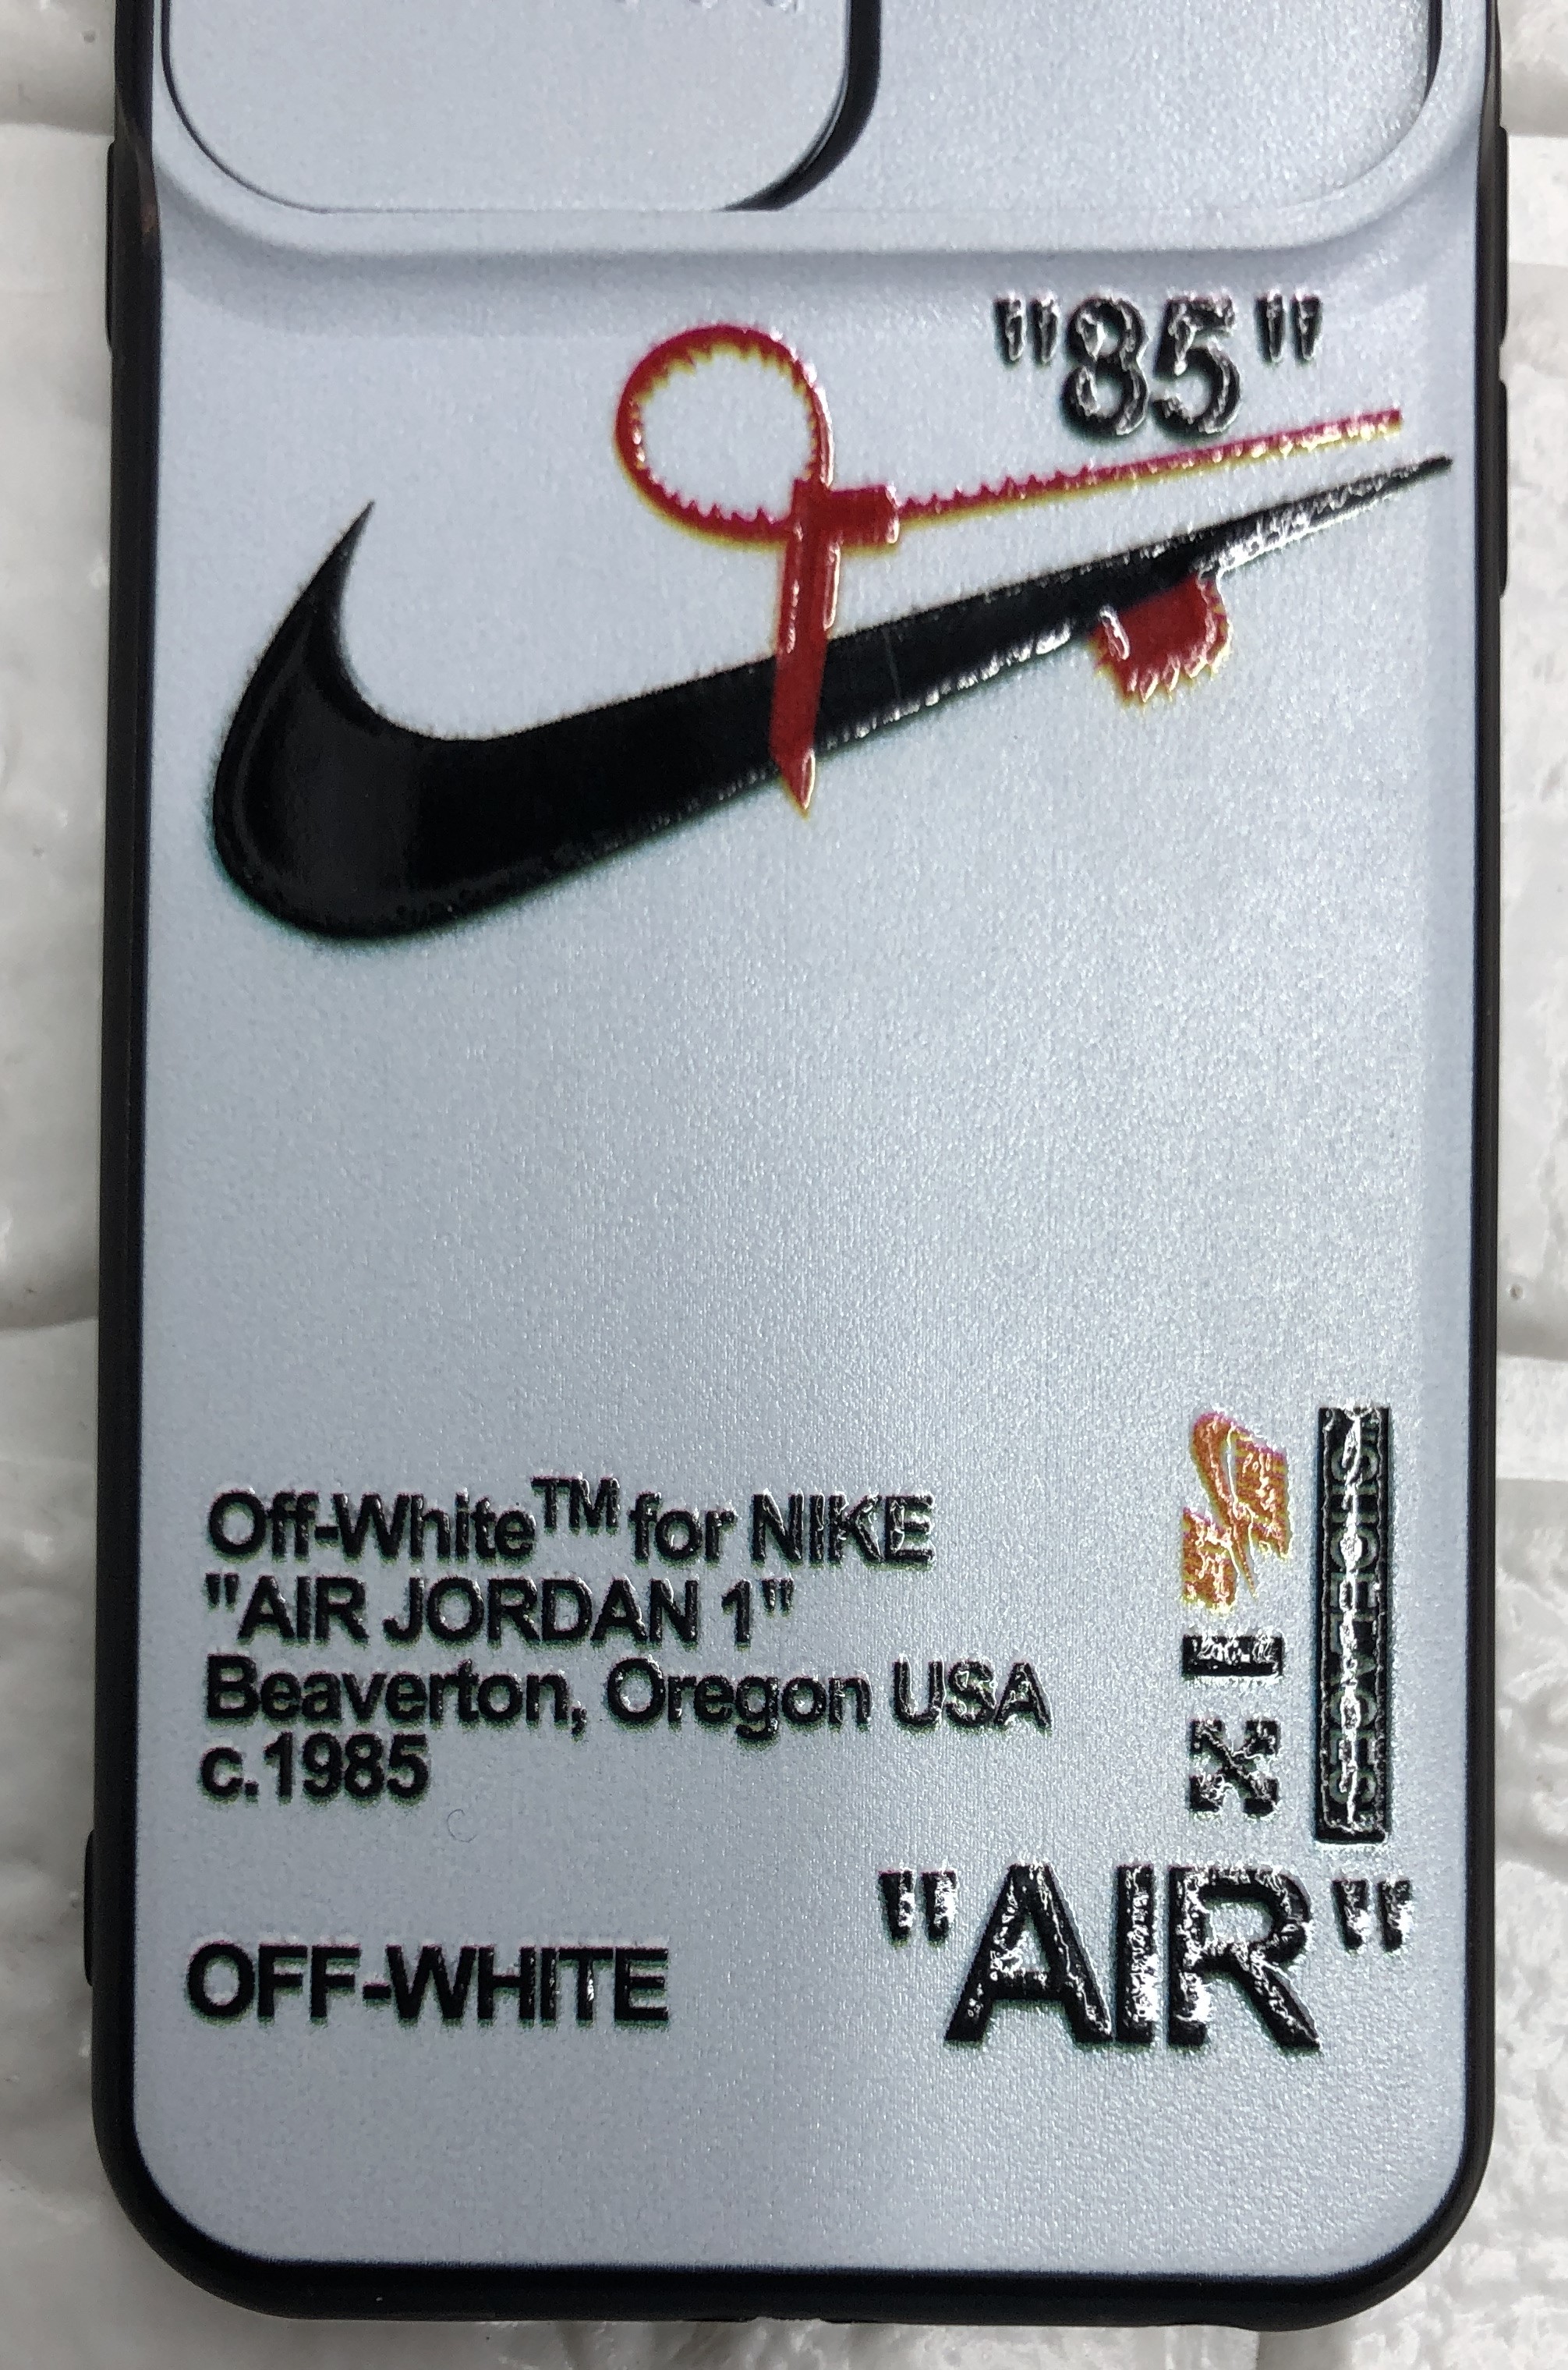 "85"
Off-White™ for NIKE
"AIR JORDAN 1"
Beaverton, Oregon USA
c.1985
"AIR"
OFF-WHITE